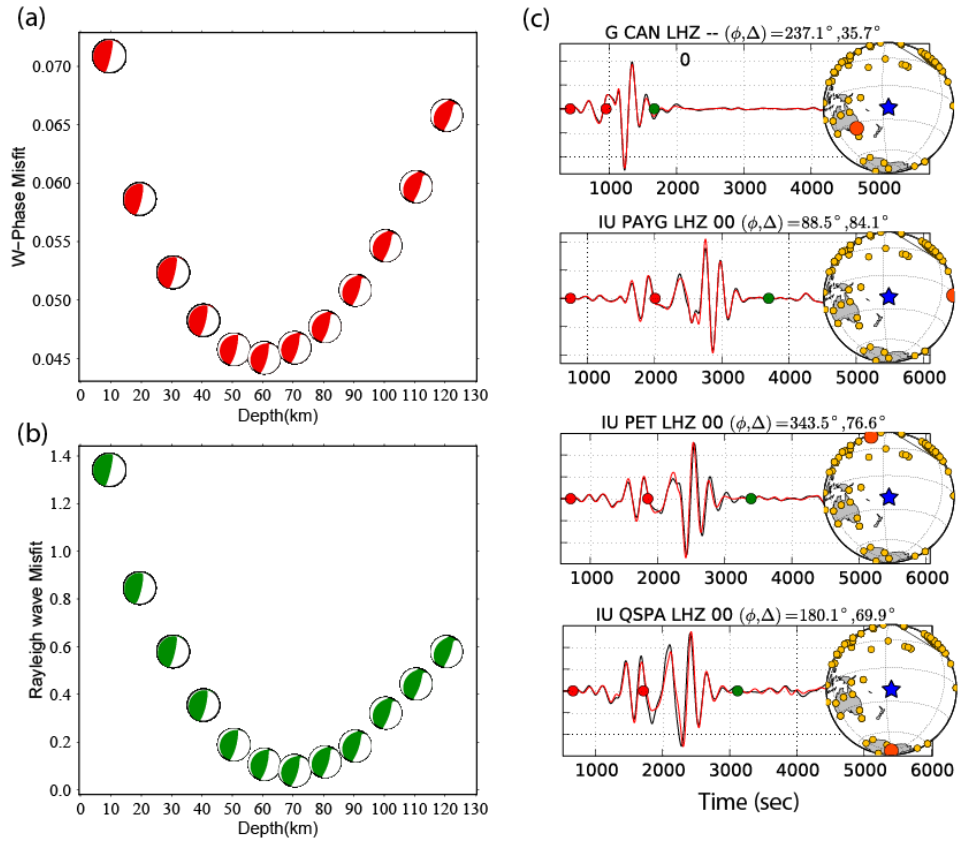 (a)
W-Phase Misfit
0.070
0.065
0.060
0.055
0.050
0.045
0 10 20 30 40 50 60 70 80 90 100 110 120 130
Depth(km)
(b)
Rayleigh wave Misfit
1.4
1.2
1.0
0.8
0.6
0.4
0.2
0.0
0 10 20 30 40 50 60 70 80 90 100 110 120 130
Depth(km)
(c)
G CAN LHZ -- (ϕ,Δ)=237.1°,35.7°
0
1000 2000 3000 4000 5000
IU PAYG LHZ 00 (ϕ,Δ)=88.5°,84.1°
1000 2000 3000 4000 5000 6000
IU PET LHZ 00 (ϕ,Δ)=343.5°,76.6°
1000 2000 3000 4000 5000 6000
IU QSPA LHZ 00 (ϕ,Δ)=180.1°,69.9°
1000 2000 3000 4000 5000 6000
Time (sec)